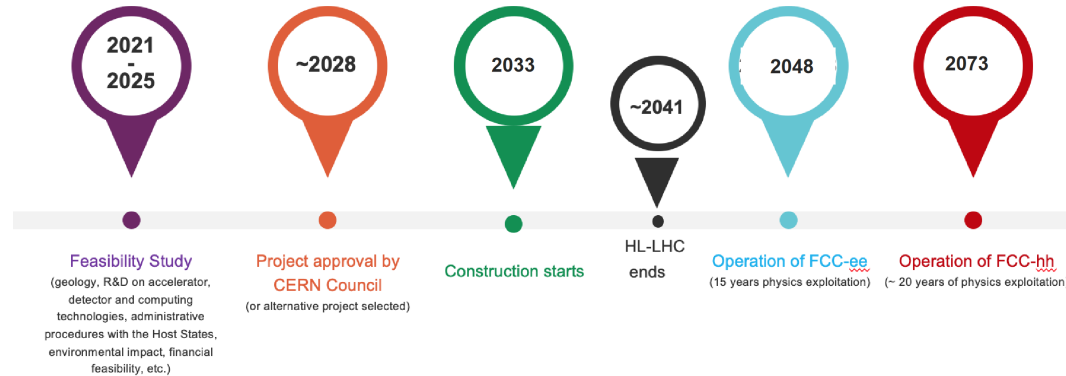 2021
-
2025
~2028
2033
~2041
2048
2073
Feasibility Study
(geology, R&D on accelerator,
detector and computing
technologies, administrative
procedures with the Host States,
environmental impact, financial
feasibility, etc.)
Project approval by
CERN Council
(or alternative project selected)
Construction starts
HL-LHC
ends
Operation of FCC-ee
(15 years physics exploitation)
Operation of FCC-hh
(~ 20 years of physics exploitation